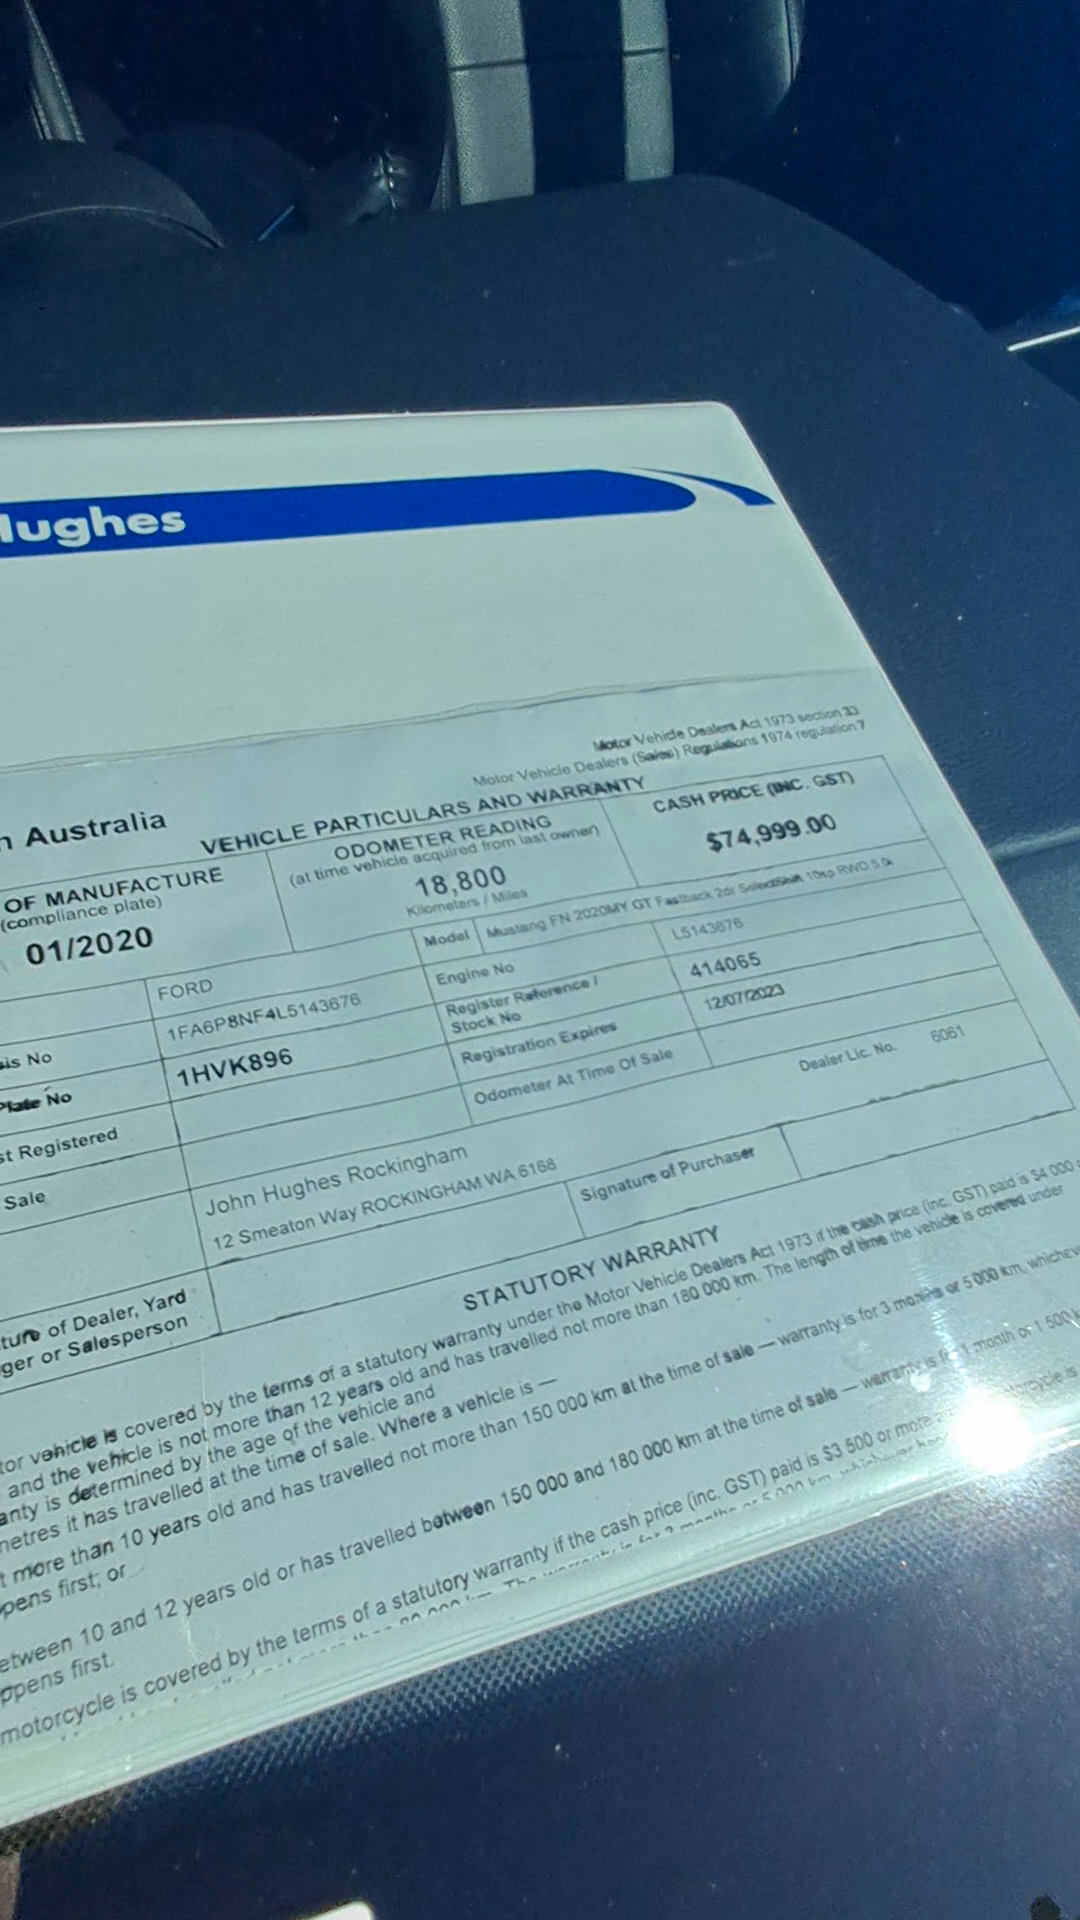 Hughes
Motor Vehicle Dealers Act 1973 section 33
Motor Vehicle Dealers (Sales) Regulations 1974 regulation 7
Australia
VEHICLE PARTICULARS AND WARRANTY
OF MANUFACTURE
(compliance plate)
01/2020
ODOMETER READING
(at time vehicle acquired from last owner)
18,800
Kilometers / Miles
CASH PRICE (INC. GST)
$74,999.00
FORD
Model
Mustang FN 2020MY GT Fastback 2dr SelectShift 10sp RWD 5.0i
1FA6P8NF4L5143676
Engine No
L5143676
Plate No
1HVK896
Register Reference /
Stock No
414065
Registration Expires
12/07/2023
Registered
Odometer At Time Of Sale
Sale
Dealer Lic. No.
6061
John Hughes Rockingham
12 Smeaton Way ROCKINGHAM WA 6168
of Dealer, Yard
or Salesperson
Signature of Purchaser
STATUTORY WARRANTY
vehicle is covered by the terms of a statutory warranty under the Motor Vehicle Dealers Act 1973 if the cash price (inc. GST) paid is $4 000
and the vehicle is not more than 12 years old and has travelled not more than 180 000 km. The length of time the vehicle is covered under
is determined by the age of the vehicle and
it has travelled at the time of sale. Where a vehicle is —
more than 10 years old and has travelled not more than 150 000 km at the time of sale — warranty is for 3 months or 5 000 km,
first; or
10 and 12 years old or has travelled between 150 000 and 180 000 km at the time of sale — warranty is for 1 month or 1 500
first.
motorcycle is covered by the terms of a statutory warranty if the cash price (inc. GST) paid is $3 500 or more